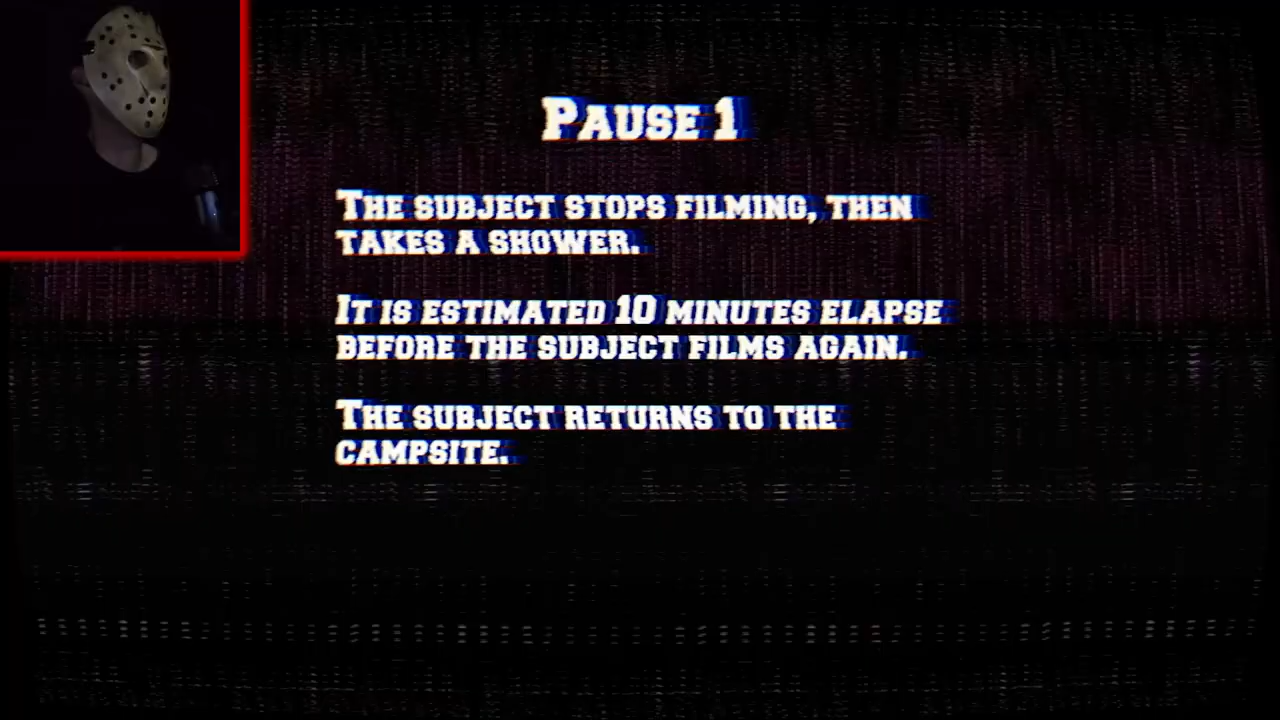 PAUSE 1
THE SUBJECT STOPS FILMING, THEN
TAKES A SHOWER.
IT IS ESTIMATED 10 MINUTES ELAPSE
BEFORE THE SUBJECT FILMS AGAIN.
THE SUBJECT RETURNS TO THE
CAMPSITE.